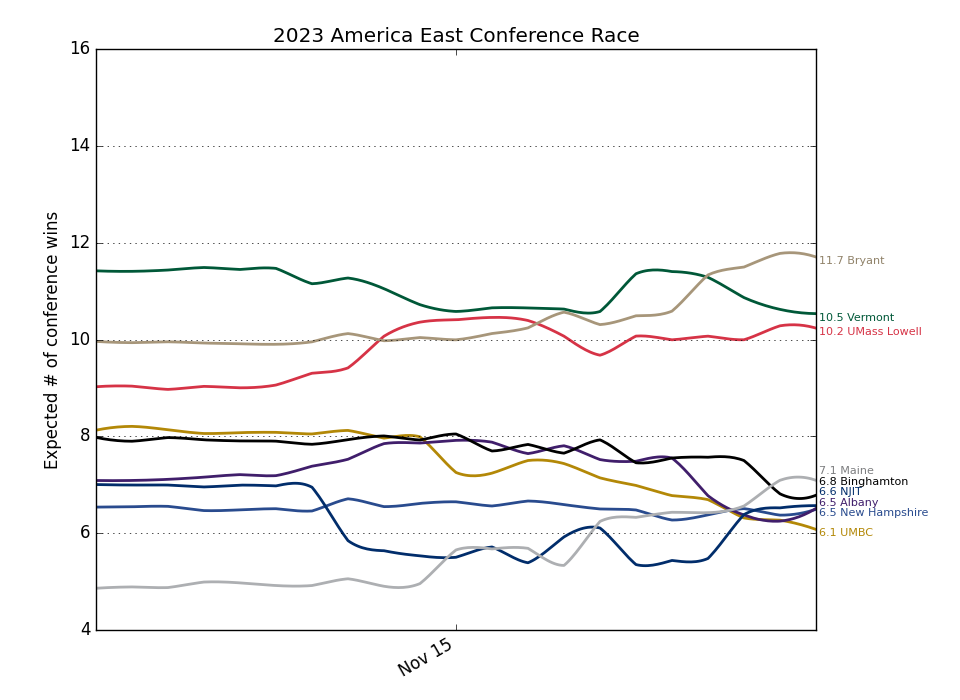 2023 America East Conference Race
Expected # of conference wins
16
14
12
10
8
6
4
Nov 15
11.7 Bryant
10.5 Vermont
10.2 UMass Lowell
7.1 Maine
6.8 Binghamton
6.6 NJIT
6.5 Albany
6.5 New Hampshire
6.1 UMBC